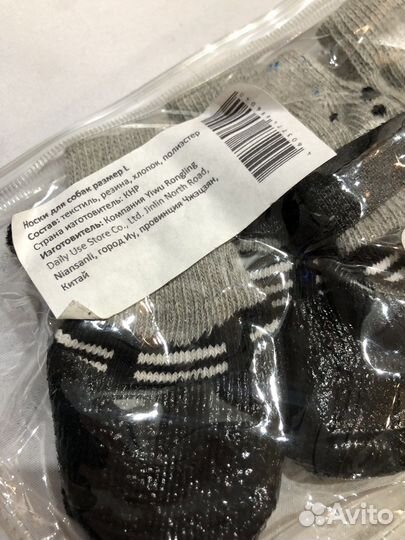 Носки для собак размер L
Состав: текстиль, резина, хлопок, полиэстер
Страна изготовитель: КНР
Изготовитель: Компания Yiwu Rongling
Daily Use Store Co., Ltd. Jinlin North Road,
Niansanli, город Иу, провинция Чжэцзян,
Китай
Avito